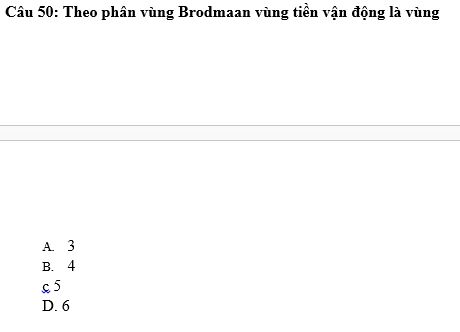 Câu 50: Theo phân vùng Brodmaan vùng tiền vận động là vùng
A. 3
B. 4
c 5
D. 6